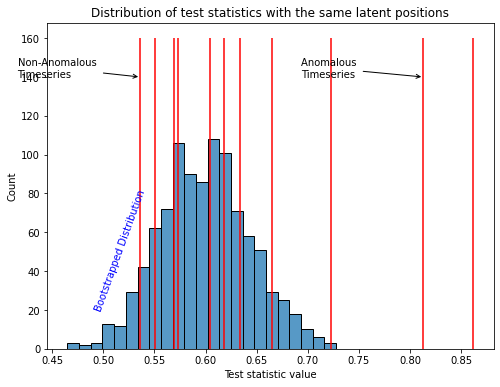 Distribution of test statistics with the same latent positions
160
Non-Anomalous
Timeseries
Anomalous
Timeseries
140
120
100
80
60
40
20
0
Count
Bootstrapped Distribution
0.45 0.50 0.55 0.60 0.65 0.70 0.75 0.80 0.85
Test statistic value